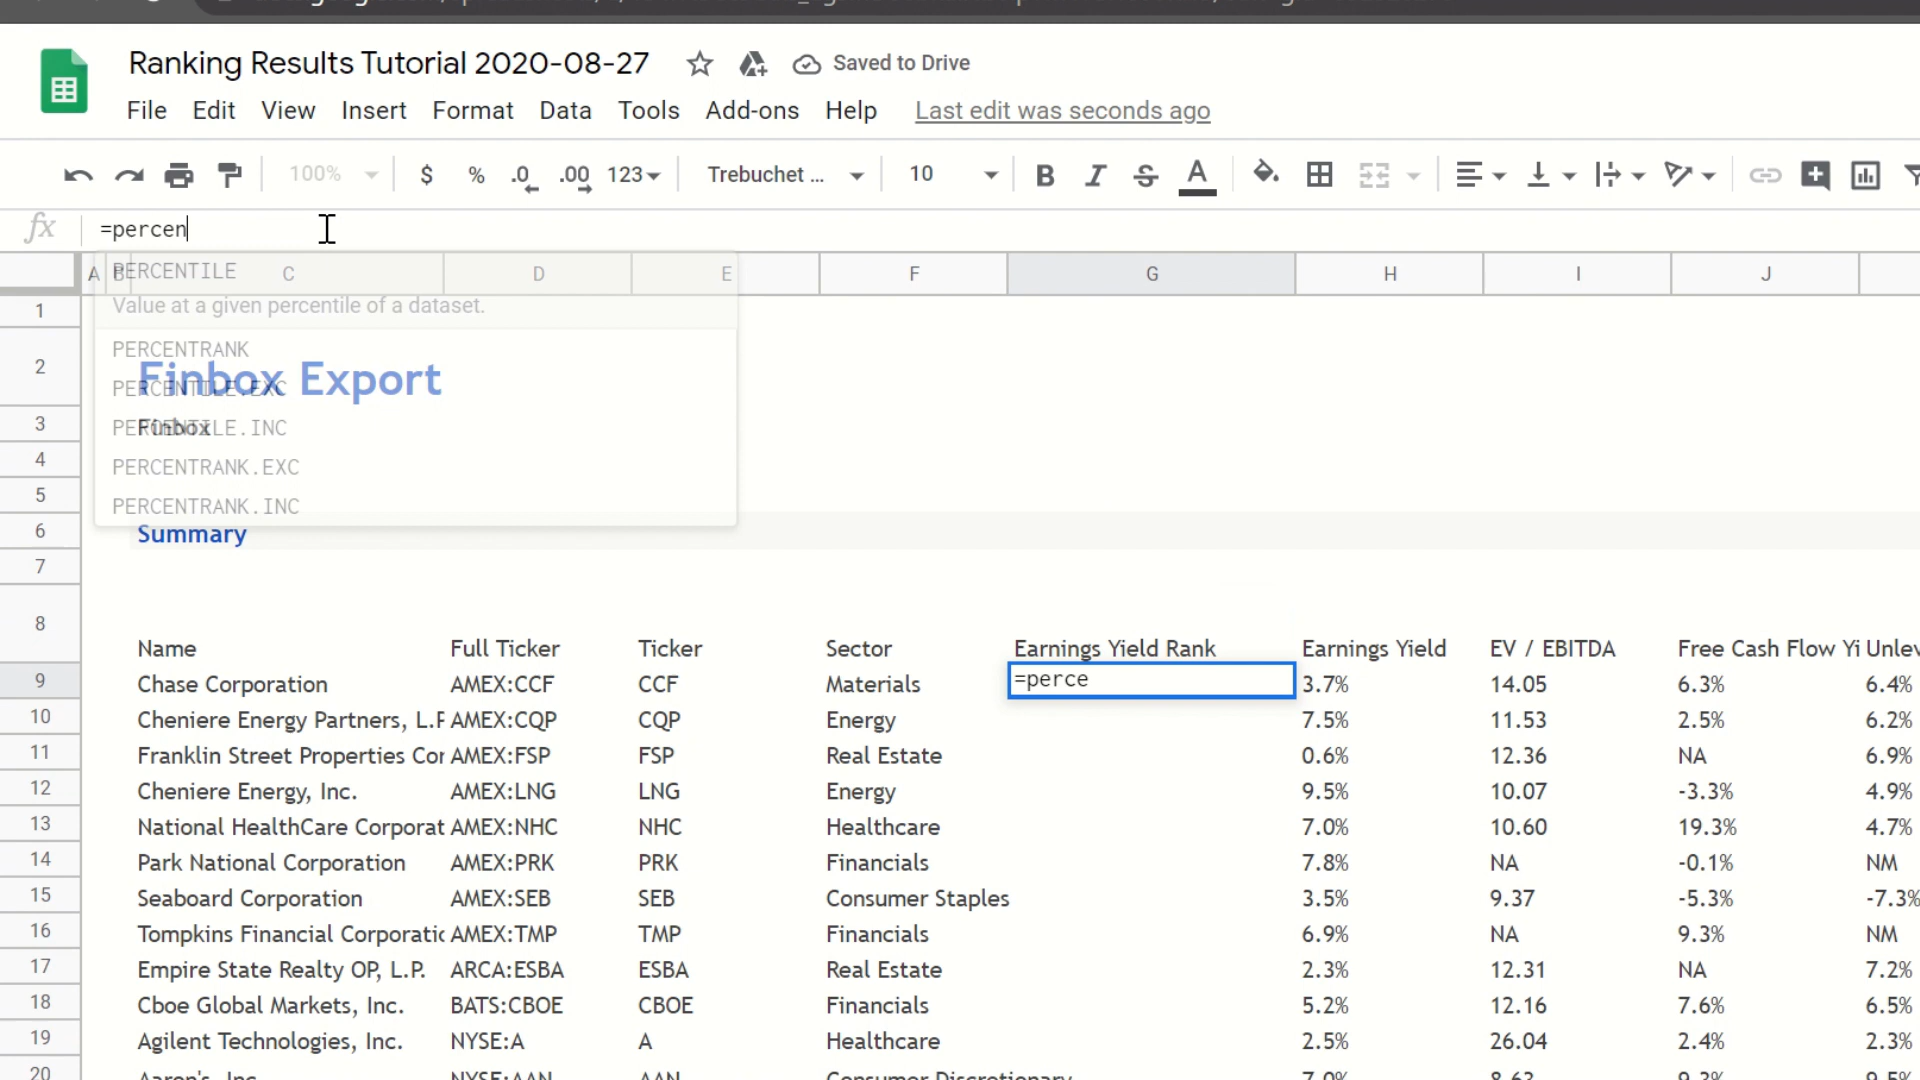 Ranking Results Tutorial 2020-08-27 Saved to Drive
File Edit View Insert Format Data Tools Add-ons Help Last edit was seconds ago
100% $ % .0 .00 123 Trebuchet ... 10 B I S A
fx =percen
A B C D E F G H I J
PERCENTILE
Value at a given percentile of a dataset.
PERCENTRANK
PERCENTILE.EXC
PERCENTILE.INC
PERCENTRANK.EXC
PERCENTRANK.INC
1
2 Finbox Export
3 Finbox
4
5
6 Summary
7
8 Name Full Ticker Ticker Sector Earnings Yield Rank Earnings Yield EV / EBITDA Free Cash Flow Yi Unlev
9 Chase Corporation AMEX:CCF CCF Materials =perce 3.7% 14.05 6.3% 6.4%
10 Cheniere Energy Partners, L.P AMEX:CQP CQP Energy 7.5% 11.53 2.5% 6.2%
11 Franklin Street Properties Cor AMEX:FSP FSP Real Estate 0.6% 12.36 NA 6.9%
12 Cheniere Energy, Inc. AMEX:LNG LNG Energy 9.5% 10.07 -3.3% 4.9%
13 National HealthCare Corporat AMEX:NHC NHC Healthcare 7.0% 10.60 19.3% 4.7%
14 Park National Corporation AMEX:PRK PRK Financials 7.8% NA -0.1% NM
15 Seaboard Corporation AMEX:SEB SEB Consumer Staples 3.5% 9.37 -5.3% -7.3%
16 Tompkins Financial Corporatic AMEX:TMP TMP Financials 6.9% NA 9.3% NM
17 Empire State Realty OP, L.P. ARCA:ESBA ESBA Real Estate 2.3% 12.31 NA 7.2%
18 Cboe Global Markets, Inc. BATS:CBOE CBOE Financials 5.2% 12.16 7.6% 6.5%
19 Agilent Technologies, Inc. NYSE:A A Healthcare 2.5% 26.04 2.4% 2.3%
20 Aaron's, Inc. NYSE:AAN AAN Consumer Discretionary 7.0% 8.63 9.3% 9.5%